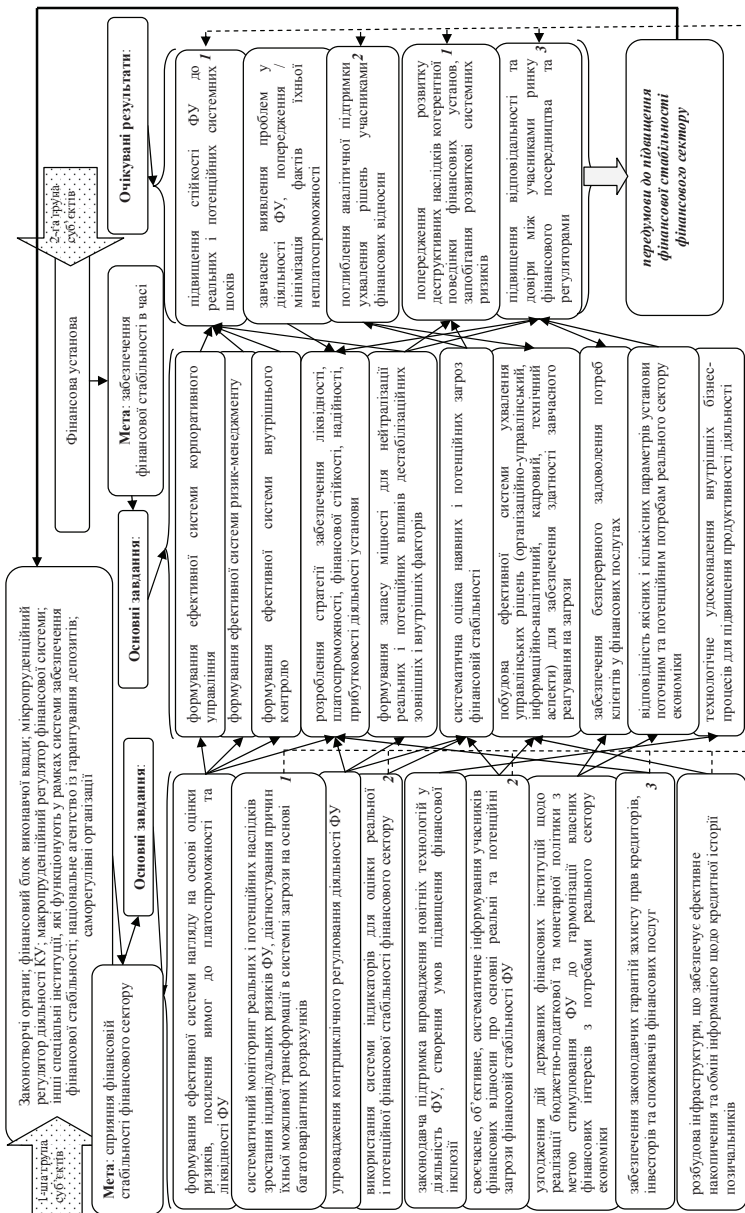 1-ша група
суб’єктів
Законотворчі органи; фінансовий блок виконавчої влади; мікропруденційний
регулятор діяльності КУ; макропруденційний регулятор фінансової системи;
інші спеціальні інституції, які функціонують у рамках системи забезпечення
фінансової стабільності; національне агентство із гарантування депозитів;
саморегулівні організації
Фінансова установа
2-га група
суб’єктів
Мета: сприяння фінансовій
стабільності фінансового сектору
Основні завдання:
Основні завдання:
Мета: забезпечення
фінансової стабільності в часі
Очікувані результати:
формування ефективної системи нагляду на основі оцінки
ризиків, посилення вимог до платоспроможності та
ліквідності ФУ
систематичний моніторинг реальних і потенційних наслідків
зростання індивідуальних ризиків ФУ, діагностування причин
їхньої можливої трансформації в системні загрози на основі
багатоваріантних розрахунків
1
упровадження контрциклічного регулювання діяльності ФУ
використання системи індикаторів для оцінки реальної
і потенційної фінансової стабільності фінансового сектору
2
законодавча підтримка впровадження новітніх технологій у
діяльність ФУ, створення умов підвищення фінансової
інклюзії
своєчасне, об’єктивне, систематичне інформування учасників
фінансових відносин про основні реальні та потенційні
загрози фінансовій стабільності ФУ
2
узгодження дій державних фінансових інституцій щодо
реалізації бюджетно-податкової та монетарної політики з
метою стимулювання ФУ до гармонізації власних
фінансових інтересів з потребами реального сектору
економіки
забезпечення законодавчих гарантій захисту прав кредиторів,
інвесторів та споживачів фінансових послуг
3
розбудова інфраструктури, що забезпечує ефективне
накопичення та обмін інформацією щодо кредитної історії
позичальників
формування ефективної системи корпоративного
управління
формування ефективної системи ризик-менеджменту
формування ефективної системи внутрішнього
контролю
розроблення стратегії забезпечення ліквідності,
платоспроможності, фінансової стійкості, надійності,
прибутковості діяльності установи
формування запасу міцності для нейтралізації
реальних і потенційних впливів дестабілізаційних
зовнішніх і внутрішніх факторів
систематична оцінка наявних і потенційних загроз
фінансовій стабільності
побудова ефективної системи ухвалення
управлінських рішень (організаційно-управлінський,
інформаційно-аналітичний, кадровий, технічний
аспекти) для забезпечення здатності завчасного
реагування на загрози
забезпечення безперервного задоволення потреб
клієнтів у фінансових послугах
відповідність якісних і кількісних параметрів установи
поточним та потенційним потребам реального сектору
економіки
технологічне удосконалення внутрішніх бізнес-
процесів для підвищення продуктивності діяльності
підвищення стійкості ФУ до
реальних і потенційних системних
шоків
1
завчасне виявлення проблем у
діяльності ФУ, попередження /
мінімізація фактів їхньої
неплатоспроможності
поглиблення аналітичної підтримки
ухвалення рішень учасниками
фінансових відносин
2
попередження розвитку
деструктивних наслідків когерентної
поведінки фінансових установ,
запобігання розвиткові системних
ризиків
1
підвищення відповідальності та
довіри між учасниками ринку
фінансового посередництва та
регуляторами
3
передумови до підвищення
фінансової стабільності
фінансового сектору